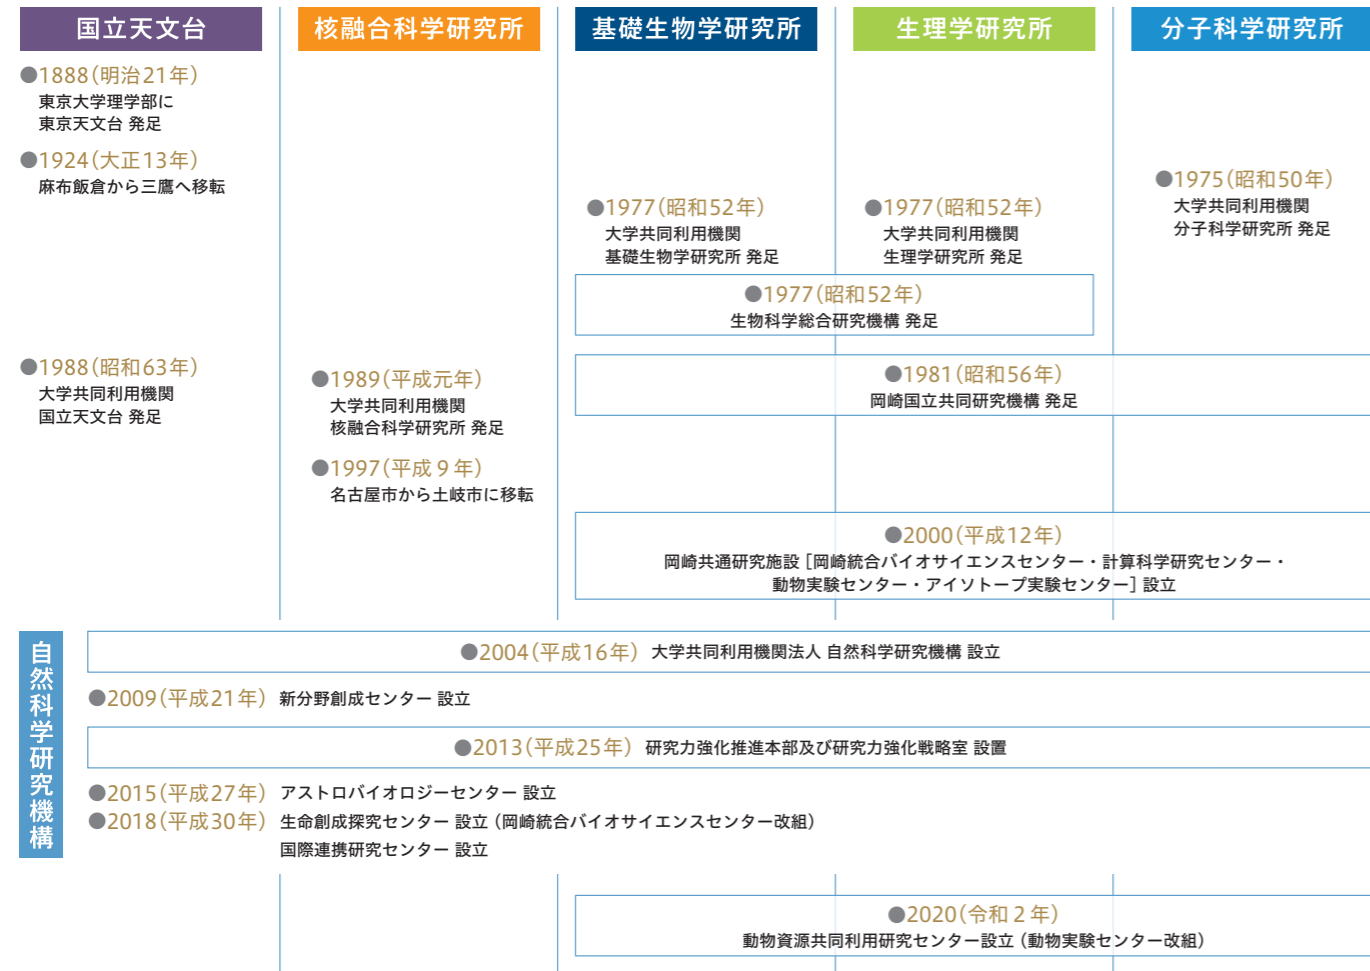 国立天文台
核融合科学研究所
基礎生物学研究所
生理学研究所
分子科学研究所
●1888(明治21年)
東京大学理学部に
東京天文台 発足
●1924(大正13年)
麻布飯倉から三鷹へ移転
●1975(昭和50年)
大学共同利用機関
分子科学研究所 発足
●1977(昭和52年)
大学共同利用機関
基礎生物学研究所 発足
●1977(昭和52年)
大学共同利用機関
生理学研究所 発足
●1977(昭和52年)
生物科学総合研究機構 発足
●1981(昭和56年)
岡崎国立共同研究機構 発足
●1988(昭和63年)
大学共同利用機関
国立天文台 発足
●1989(平成元年)
大学共同利用機関
核融合科学研究所 発足
●1997(平成9年)
名古屋市から土岐市に移転
●2000(平成12年)
岡崎共通研究施設[岡崎統合バイオサイエンスセンター・計算科学研究センター・
動物実験センター・アイソトープ実験センター]設立
自然科学研究機構
●2004(平成16年) 大学共同利用機関法人 自然科学研究機構 設立
●2009(平成21年) 新分野創成センター 設立
●2013(平成25年) 研究力強化推進本部及び研究力強化戦略室 設置
●2015(平成27年) アストロバイオロジーセンター 設立
●2018(平成30年) 生命創成探究センター 設立(岡崎統合バイオサイエンスセンター改組)
国際連携研究センター 設立
●2020(令和2年)
動物資源共同利用研究センター設立(動物実験センター改組)